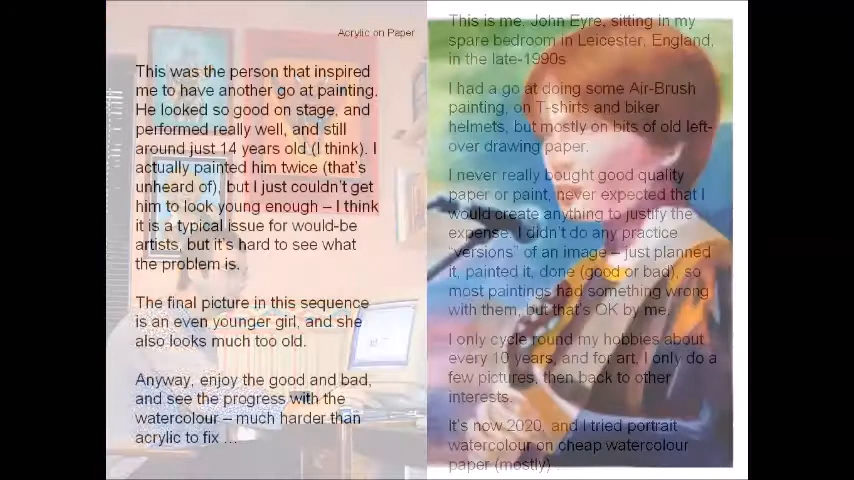 Acrylic on Paper
This was the person that inspired
me to have another go at painting.
He looked so good on stage, and
performed really well, and still
around just 14 years old (I think). I
actually painted him twice (that's
unheard of), but I just couldn't get
him to look young enough – I think
it is a typical issue for would-be
artists, but it's hard to see what
the problem is.
The final picture in this sequence
is an even younger girl, and she
also looks much too old.
Anyway, enjoy the good and bad,
and see the progress with the
watercolour – much harder than
acrylic to fix ...
This is me, John Eyre, sitting in my
spare bedroom in Leicester, England,
in the late-1990s
I had a go at doing some Air-Brush
painting, on T-shirts and biker
helmets, but mostly on bits of old left-
over drawing paper.
I never really bought good quality
paper or paint, never expected that I
would create anything to justify the
expense. I didn't do any practice
"versions" of an image – just planned
it, painted it, done (good or bad), so
most paintings had something wrong
with them, but that's OK by me.
I only cycle round my hobbies about
every 10 years, and for art, I only do a
few pictures, then back to other
interests.
It's now 2020, and I tried portrait
watercolour on cheap watercolour
paper (mostly)